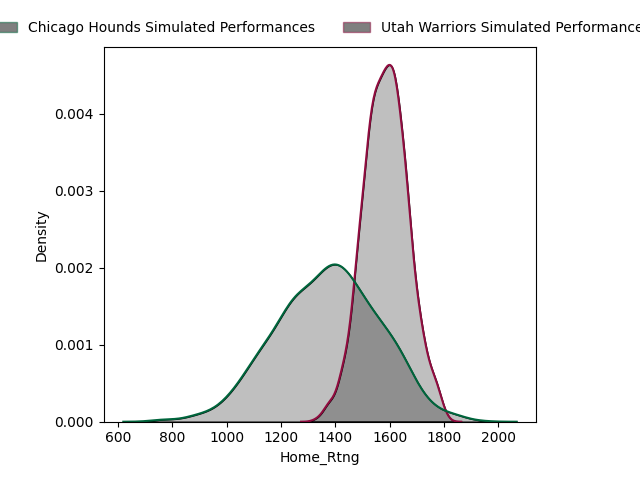 Chicago Hounds Simulated Performances Utah Warriors Simulated Performance
0.004
0.003
0.002
0.001
0.000
Density
600 800 1000 1200 1400 1600 1800 2000
Home_Rtng